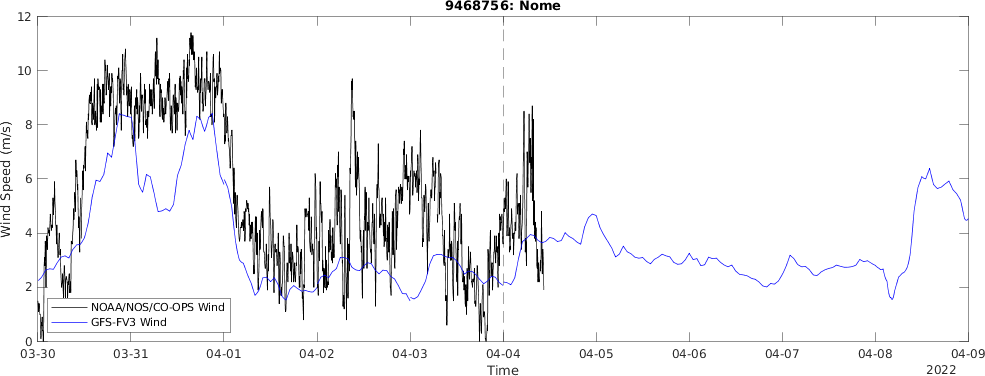 9468756: Nome
12
10
8
6
4
2
0
Wind Speed (m/s)
NOAA/NOS/CO-OPS Wind
GFS-FV3 Wind
03-30 03-31 04-01 04-02 04-03 04-04 04-05 04-06 04-07 04-08 04-09
Time
2022